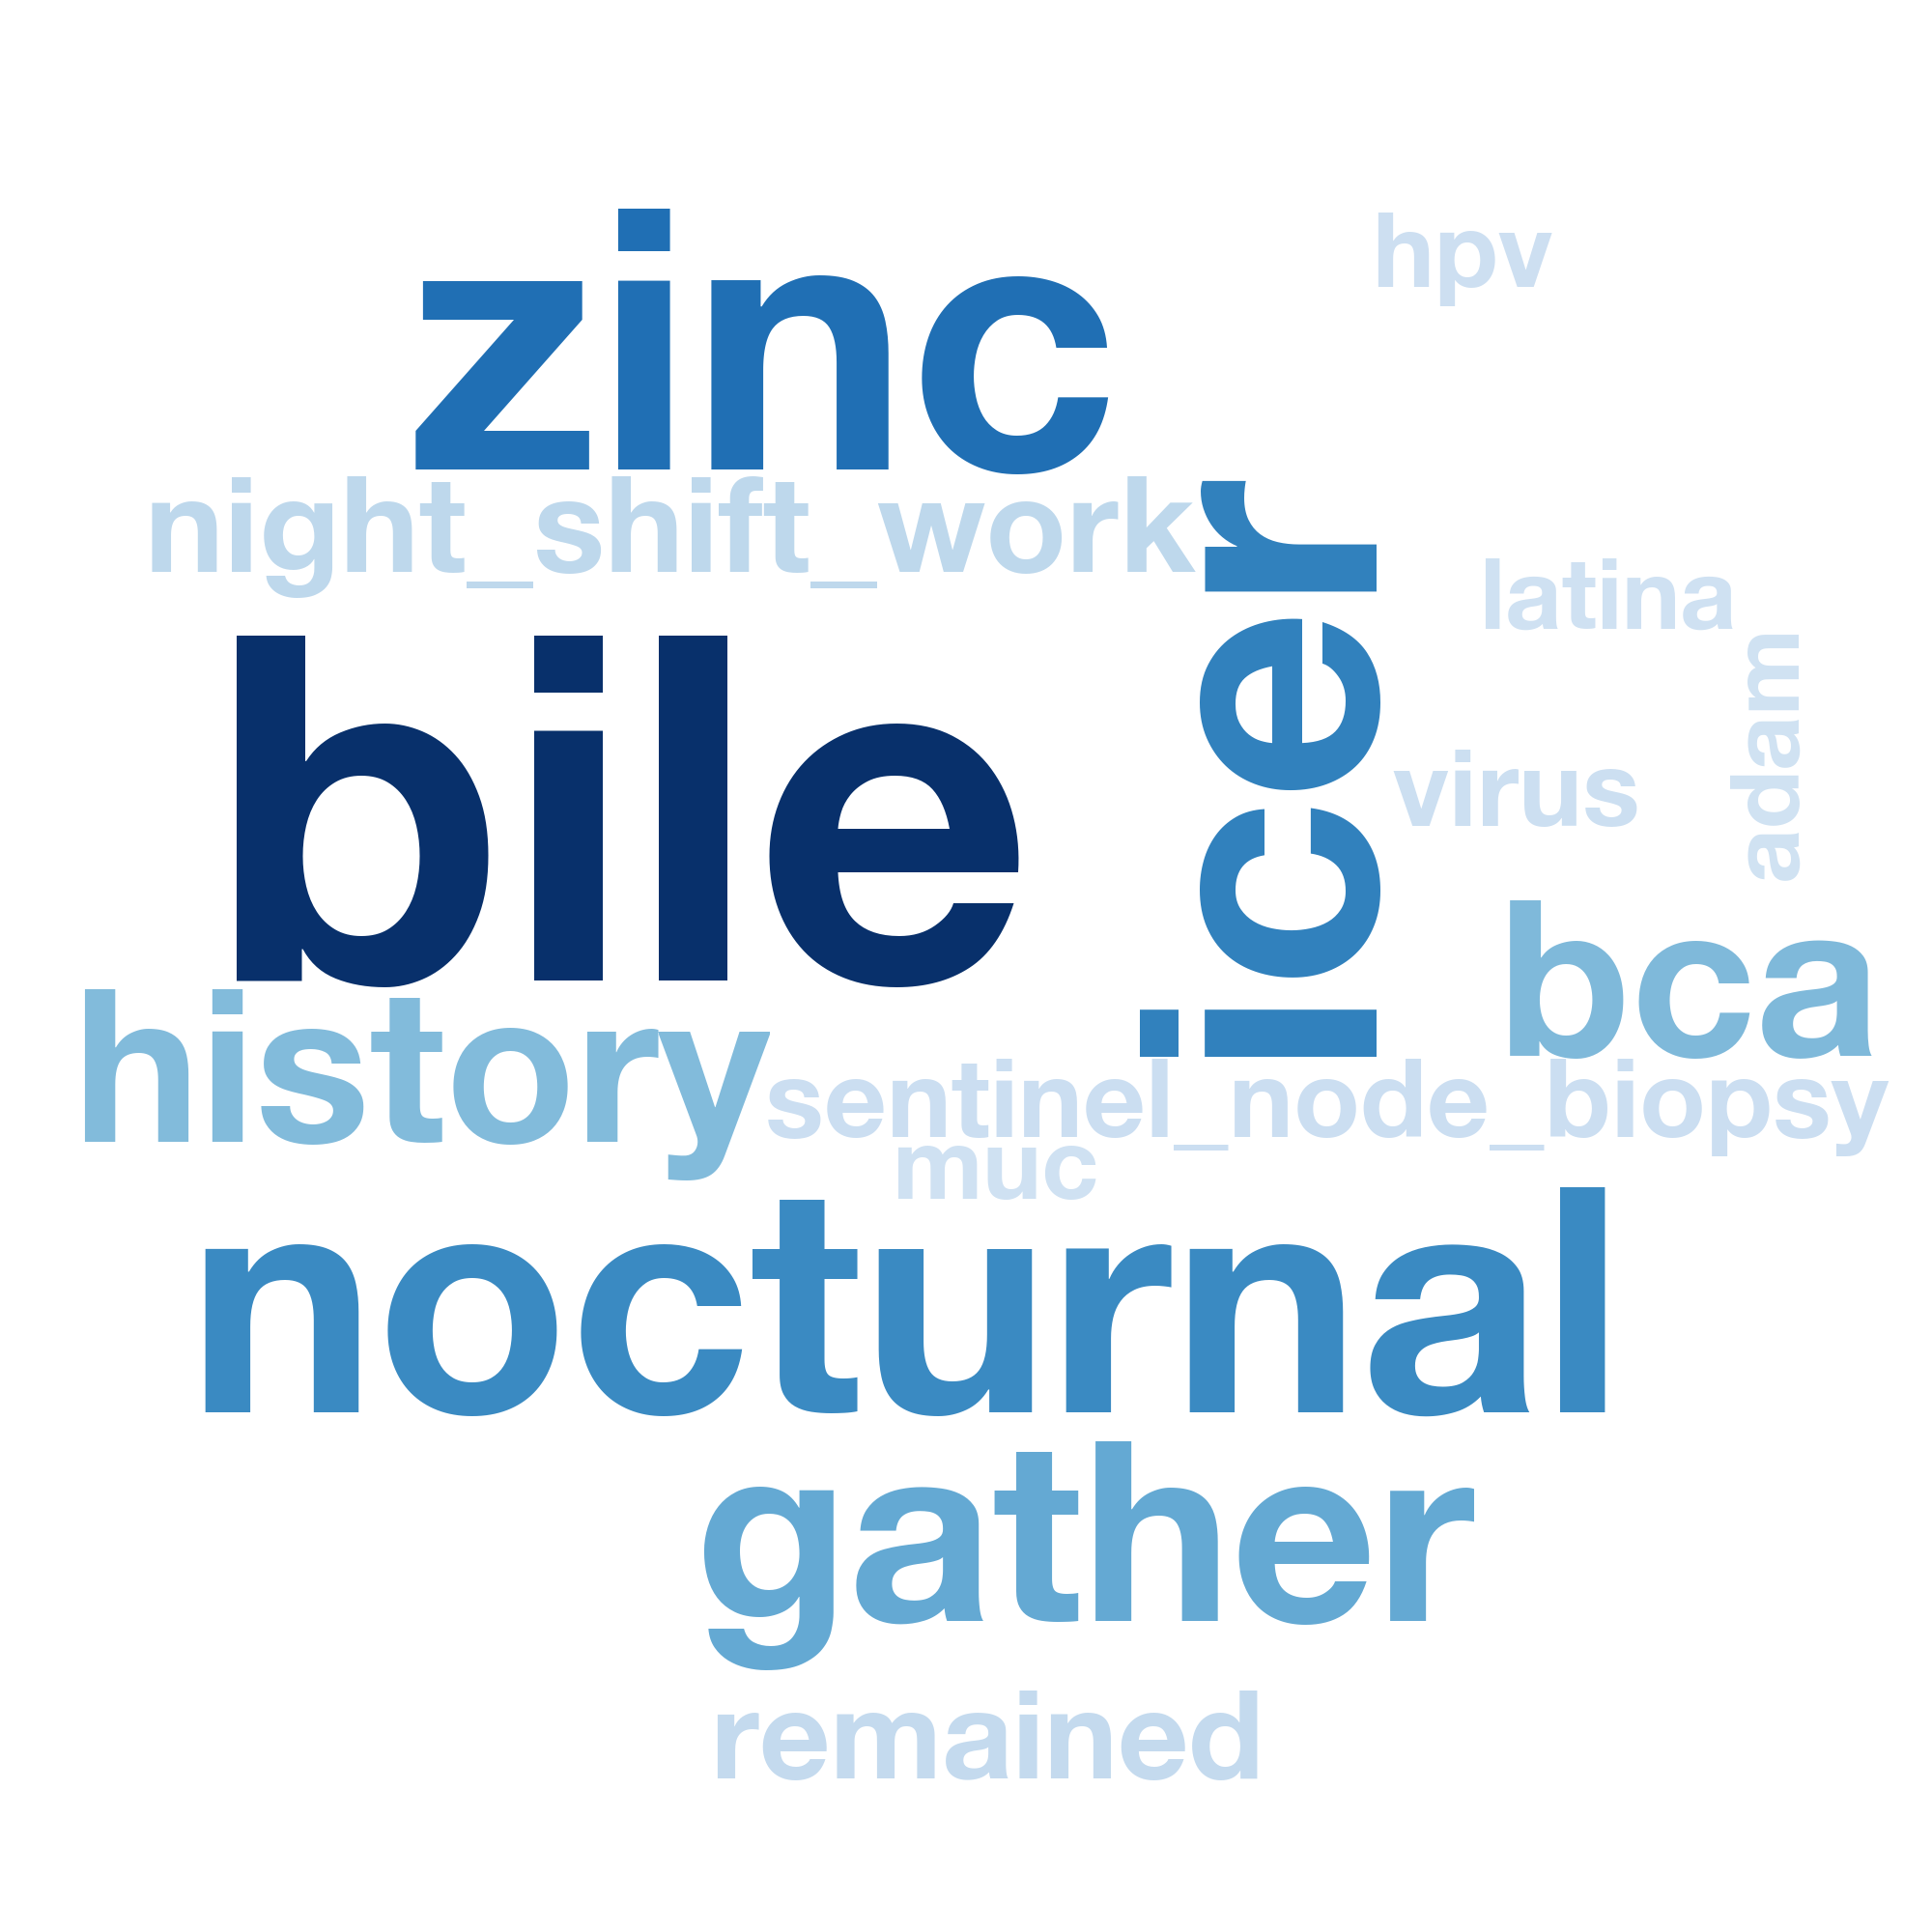 zinc
hpv
night_shift_work
icer
latina
adam
bile
virus
bca
history
sentinel_node_biopsy
muc
nocturnal
gather
remained